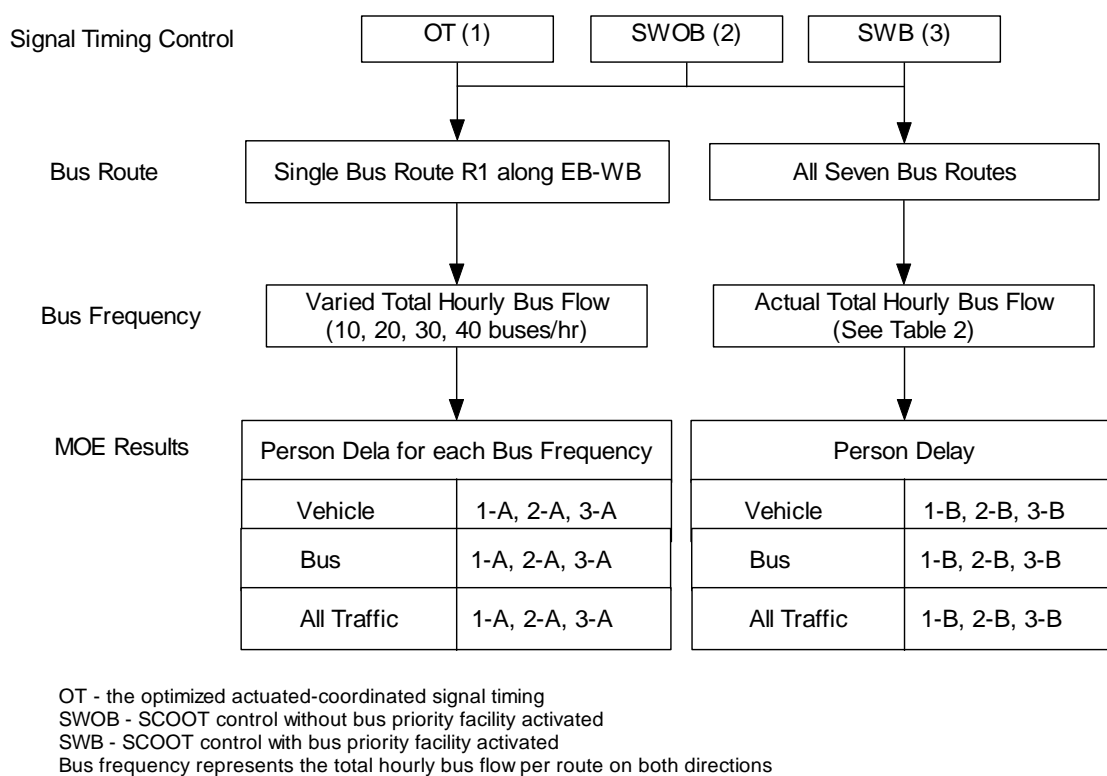 Signal Timing Control
OT (1)
SWOB (2)
SWB (3)
Bus Route
Single Bus Route R1 along EB-WB
All Seven Bus Routes
Bus Frequency
Varied Total Hourly Bus Flow
(10, 20, 30, 40 buses/hr)
Actual Total Hourly Bus Flow
(See Table 2)
MOE Results
Person Dela for each Bus Frequency
Vehicle 1-A, 2-A, 3-A
Bus 1-A, 2-A, 3-A
All Traffic 1-A, 2-A, 3-A
Person Delay
Vehicle 1-B, 2-B, 3-B
Bus 1-B, 2-B, 3-B
All Traffic 1-B, 2-B, 3-B
OT - the optimized actuated-coordinated signal timing
SWOB - SCOOT control without bus priority facility activated
SWB - SCOOT control with bus priority facility activated
Bus frequency represents the total hourly bus flow per route on both directions